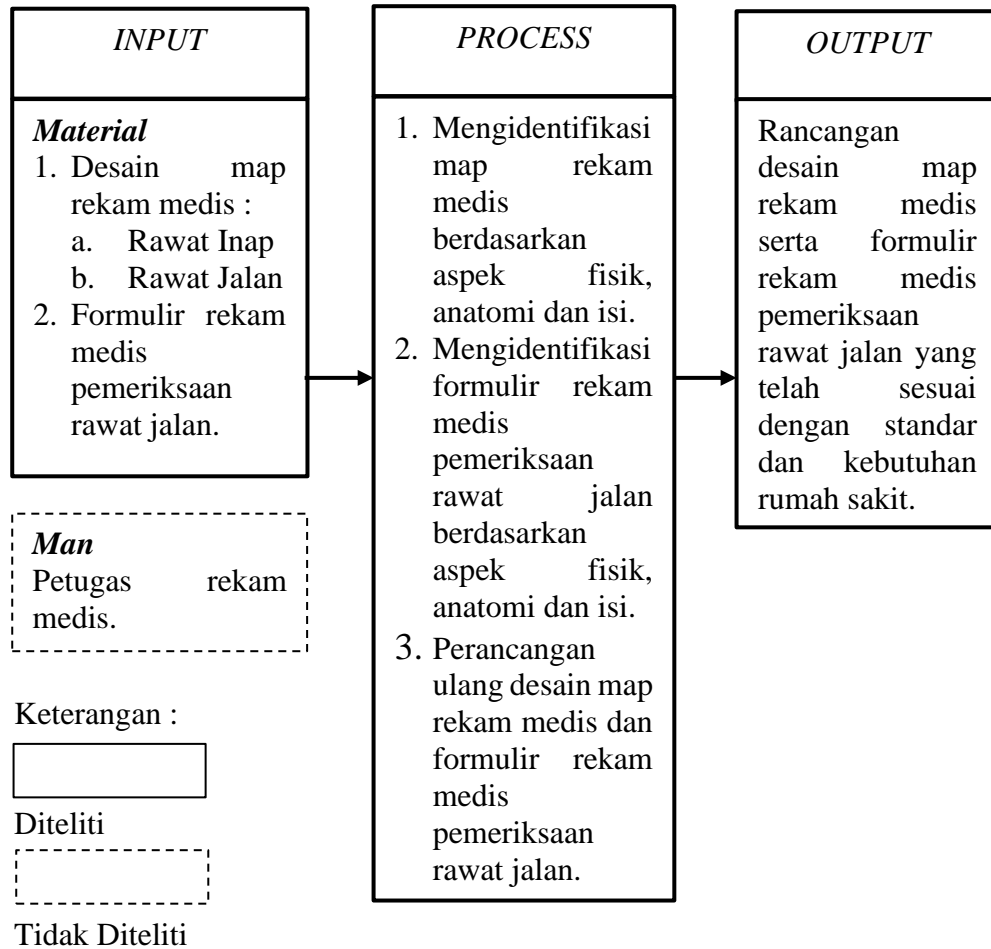 INPUT
Material
1. Desain map
rekam medis :
a. Rawat Inap
b. Rawat Jalan
2. Formulir rekam
medis
pemeriksaan
rawat jalan.
Man
Petugas rekam
medis.
Keterangan :
Diteliti
Tidak Diteliti
PROCESS
1. Mengidentifikasi
map rekam
medis
berdasarkan
aspek fisik,
anatomi dan isi.
2. Mengidentifikasi
formulir rekam
medis
pemeriksaan
rawat jalan
berdasarkan
aspek fisik,
anatomi dan isi.
3. Perancangan
ulang desain map
rekam medis dan
formulir rekam
medis
pemeriksaan
rawat jalan.
OUTPUT
Rancangan
desain map
rekam medis
serta formulir
rekam medis
pemeriksaan
rawat jalan yang
telah sesuai
dengan standar
dan kebutuhan
rumah sakit.